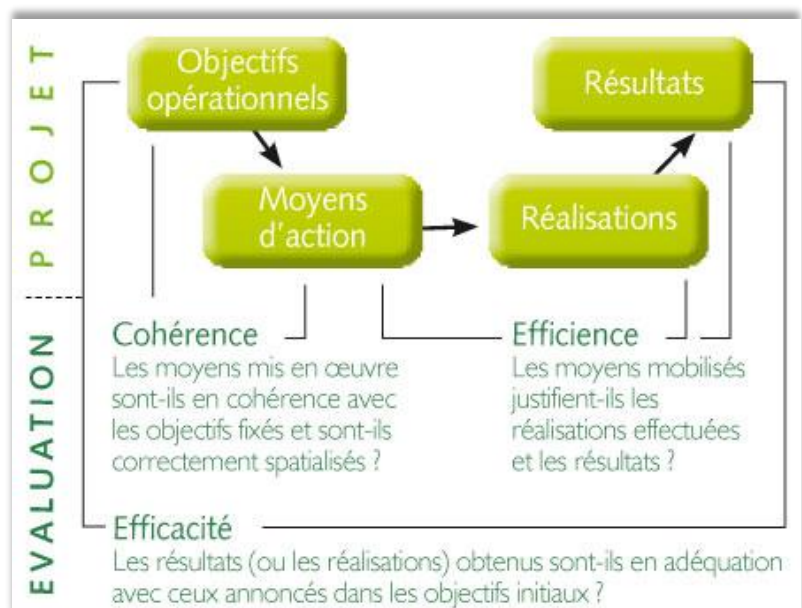 PROJET
Objectifs
opérationnels
Résultats
Moyens
d'action
Réalisations
EVALUATION
Cohérence
Les moyens mis en œuvre
sont-ils en cohérence avec
les objectifs fixés et sont-ils
correctement spatialisés ?
Efficience
Les moyens mobilisés
justifient-ils les
réalisations effectuées
et les résultats ?
Efficacité
Les résultats (ou les réalisations) obtenus sont-ils en adéquation
avec ceux annoncés dans les objectifs initiaux ?